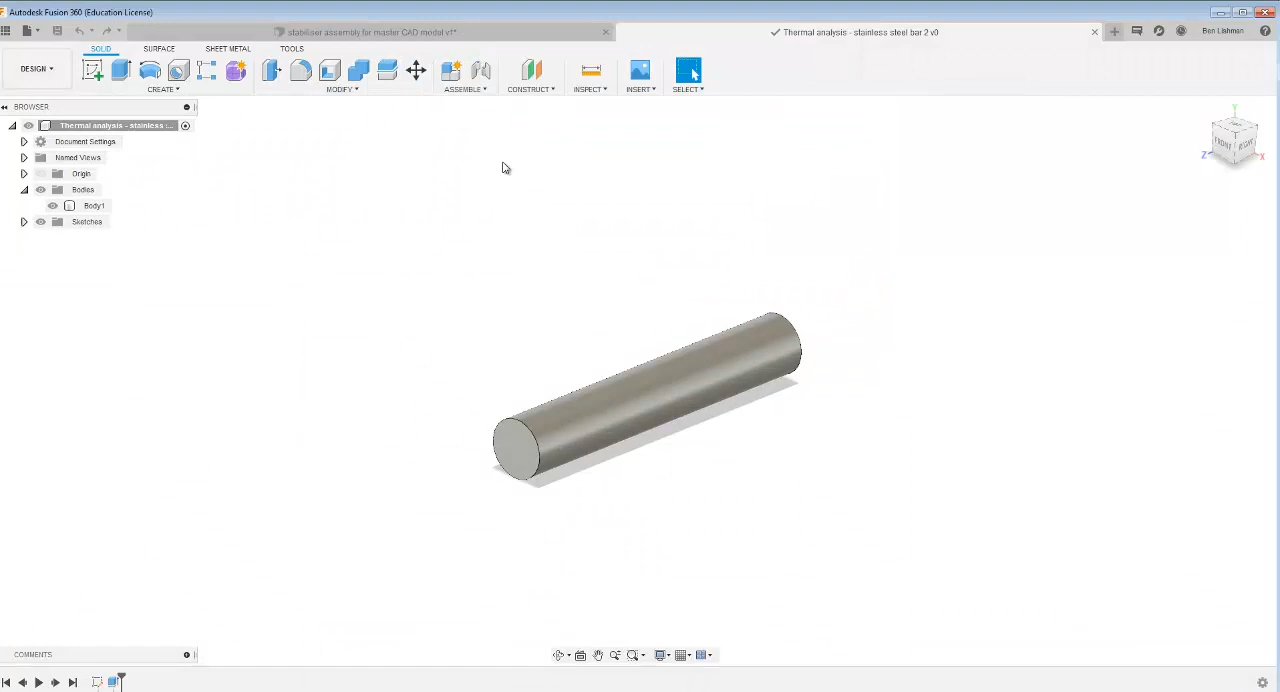 Autodesk Fusion 360 (Education License)
stabiliser assembly for master CAD model v1*
Thermal analysis - stainless steel bar 2 v0
Ben Lishman
SOLID SURFACE SHEET METAL TOOLS
DESIGN
CREATE MODIFY ASSEMBLE CONSTRUCT INSPECT INSERT SELECT
BROWSER
Thermal analysis - stainless :...
Document Settings
Named Views
Origin
Bodies
Body1
Sketches
Y
FRONT RIGHT
Z X
COMMENTS